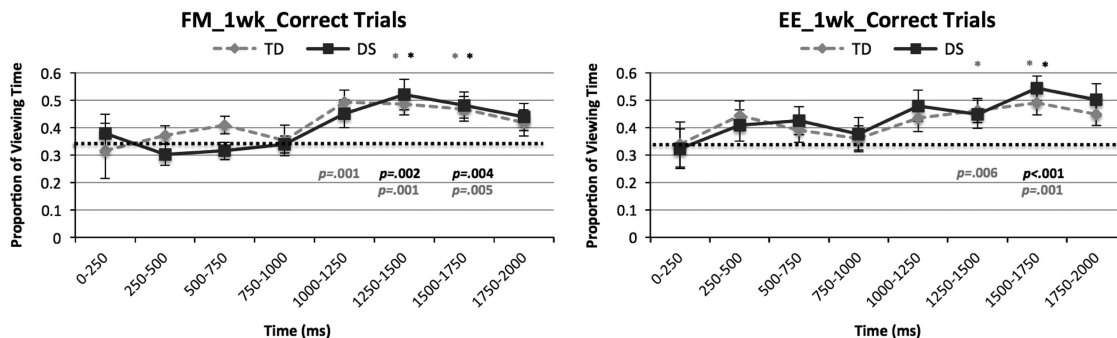 FM_1wk_Correct Trials
TD DS
* * * *
Proportion of Viewing Time
0.6
0.5
0.4
0.3
0.2
0.1
0
p=.001 p=.002 p=.004
p=.001 p=.005
0-250 250-500 500-750 750-1000 1000-1250 1250-1500 1500-1750 1750-2000
Time (ms)
EE_1wk_Correct Trials
TD DS
* * *
Proportion of Viewing Time
0.6
0.5
0.4
0.3
0.2
0.1
0
p=.006 p<.001
p=.001
0-250 250-500 500-750 750-1000 1000-1250 1250-1500 1500-1750 1750-2000
Time (ms)